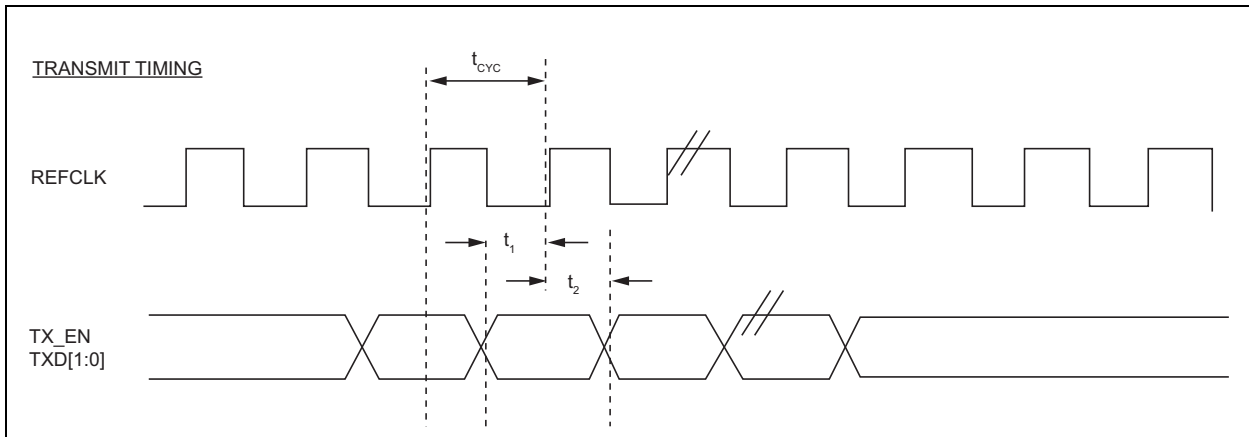 TRANSMIT TIMING
tCYC
REFCLK
t1
t2
TX_EN
TXD[1:0]